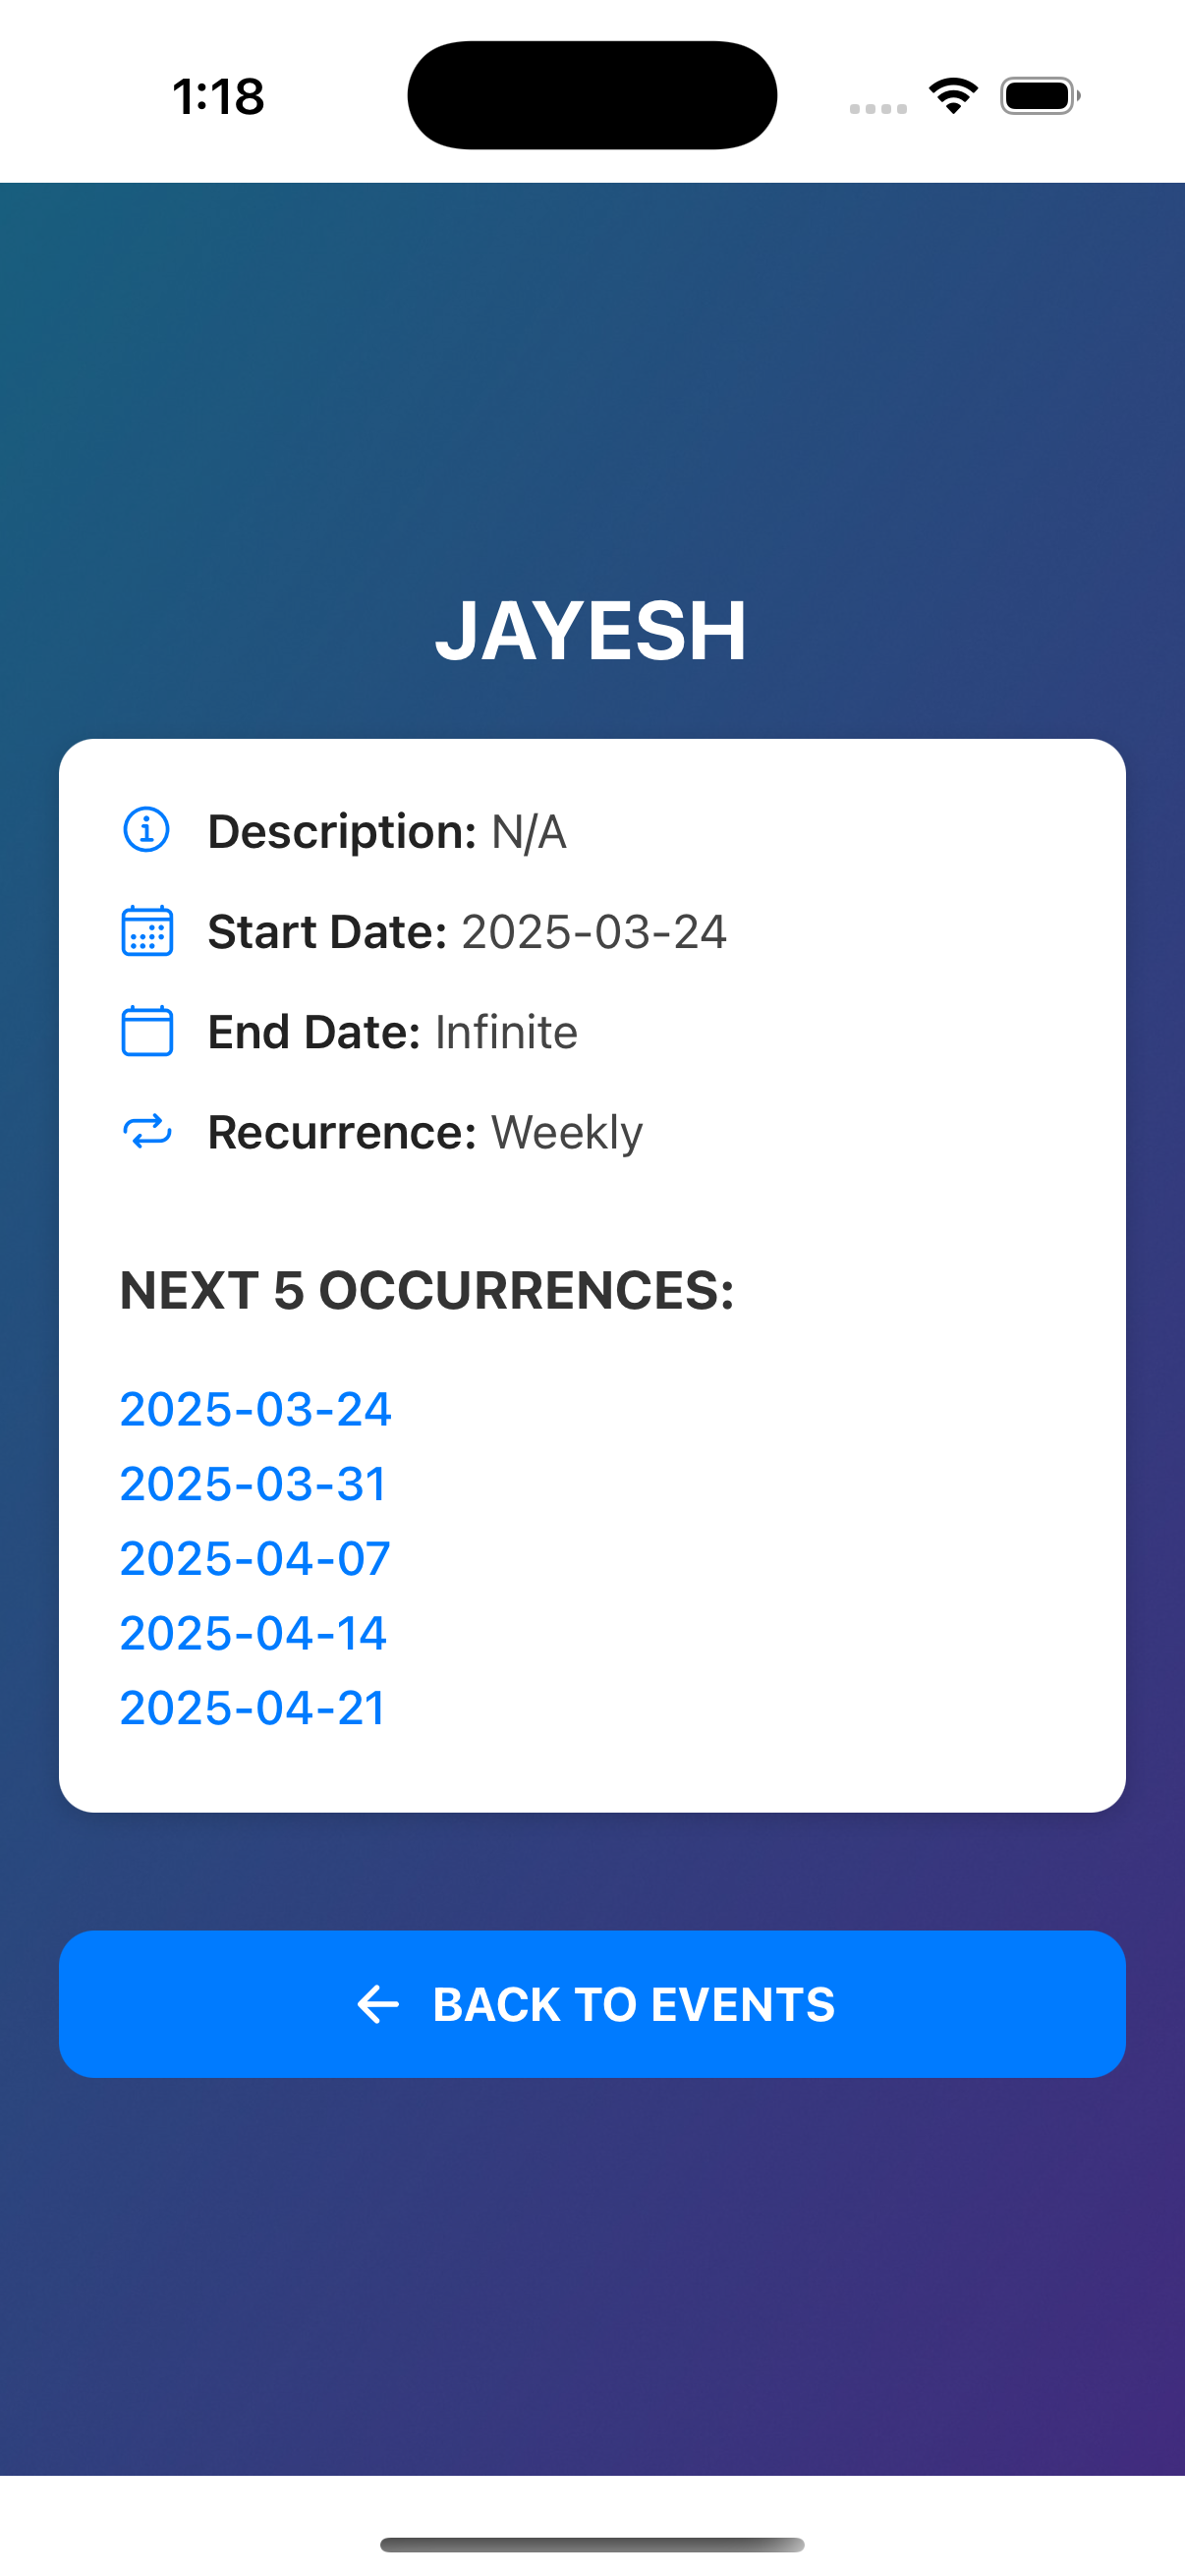 1:18
JAYESH
Description: N/A
Start Date: 2025-03-24
End Date: Infinite
Recurrence: Weekly
NEXT 5 OCCURRENCES:
2025-03-24
2025-03-31
2025-04-07
2025-04-14
2025-04-21
BACK TO EVENTS